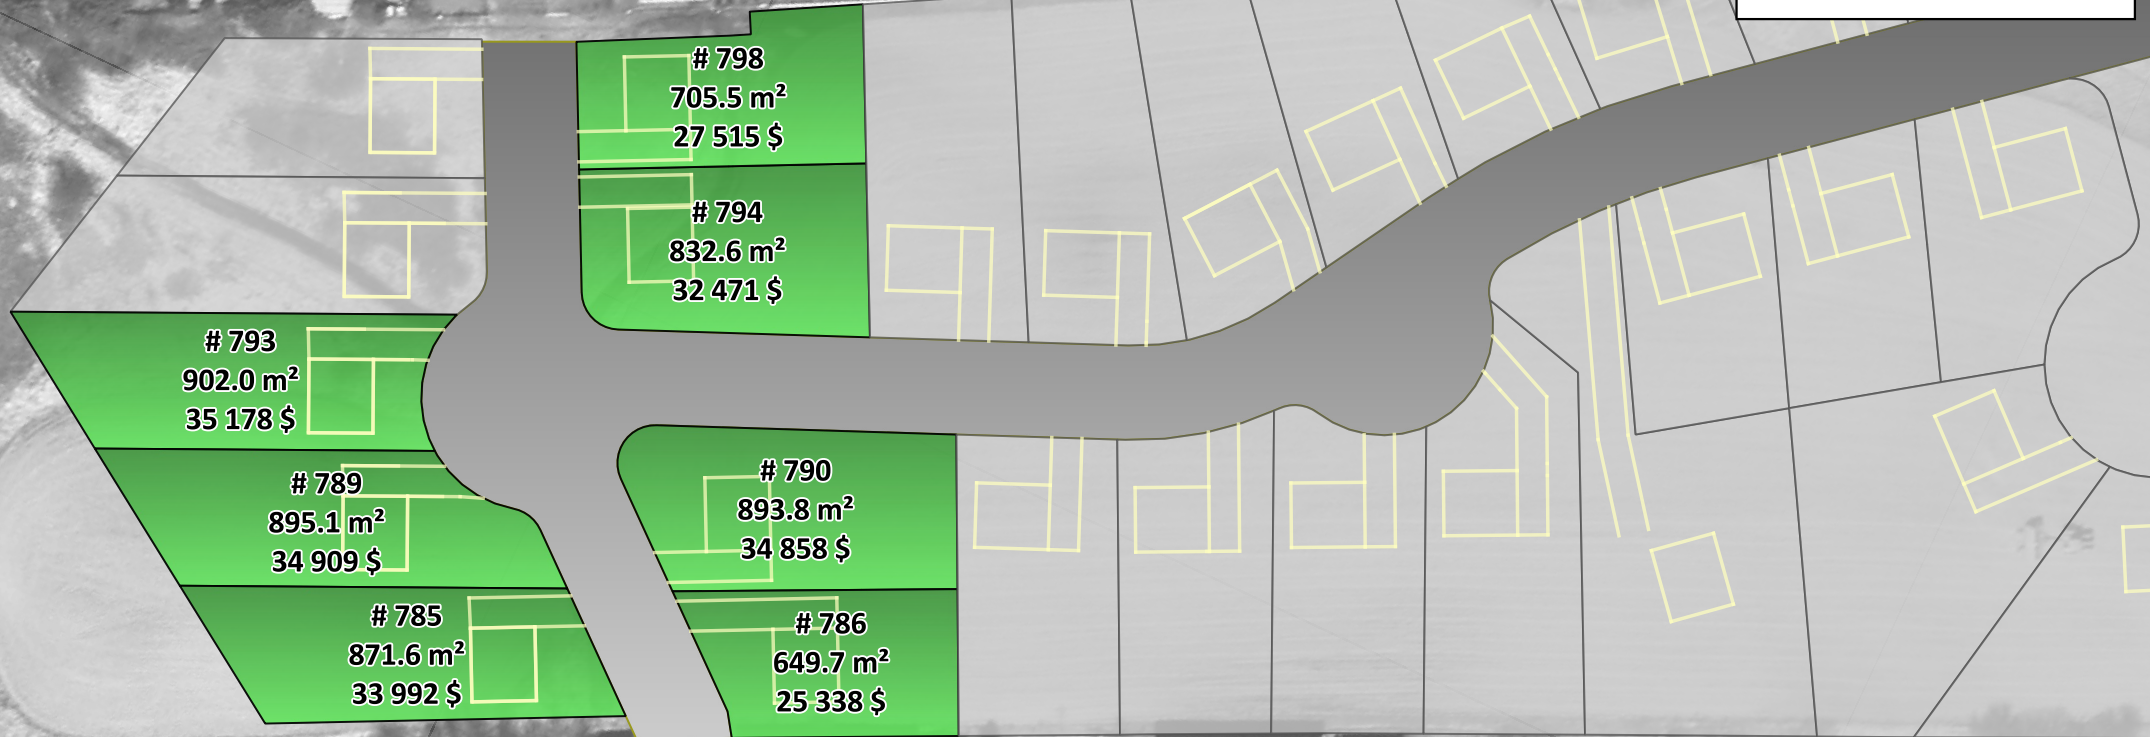 # 798
705.5 m²
27 515 $
# 794
832.6 m²
32 471 $
# 793
902.0 m²
35 178 $
# 789
895.1 m²
34 909 $
# 790
893.8 m²
34 858 $
# 785
871.6 m²
33 992 $
# 786
649.7 m²
25 338 $